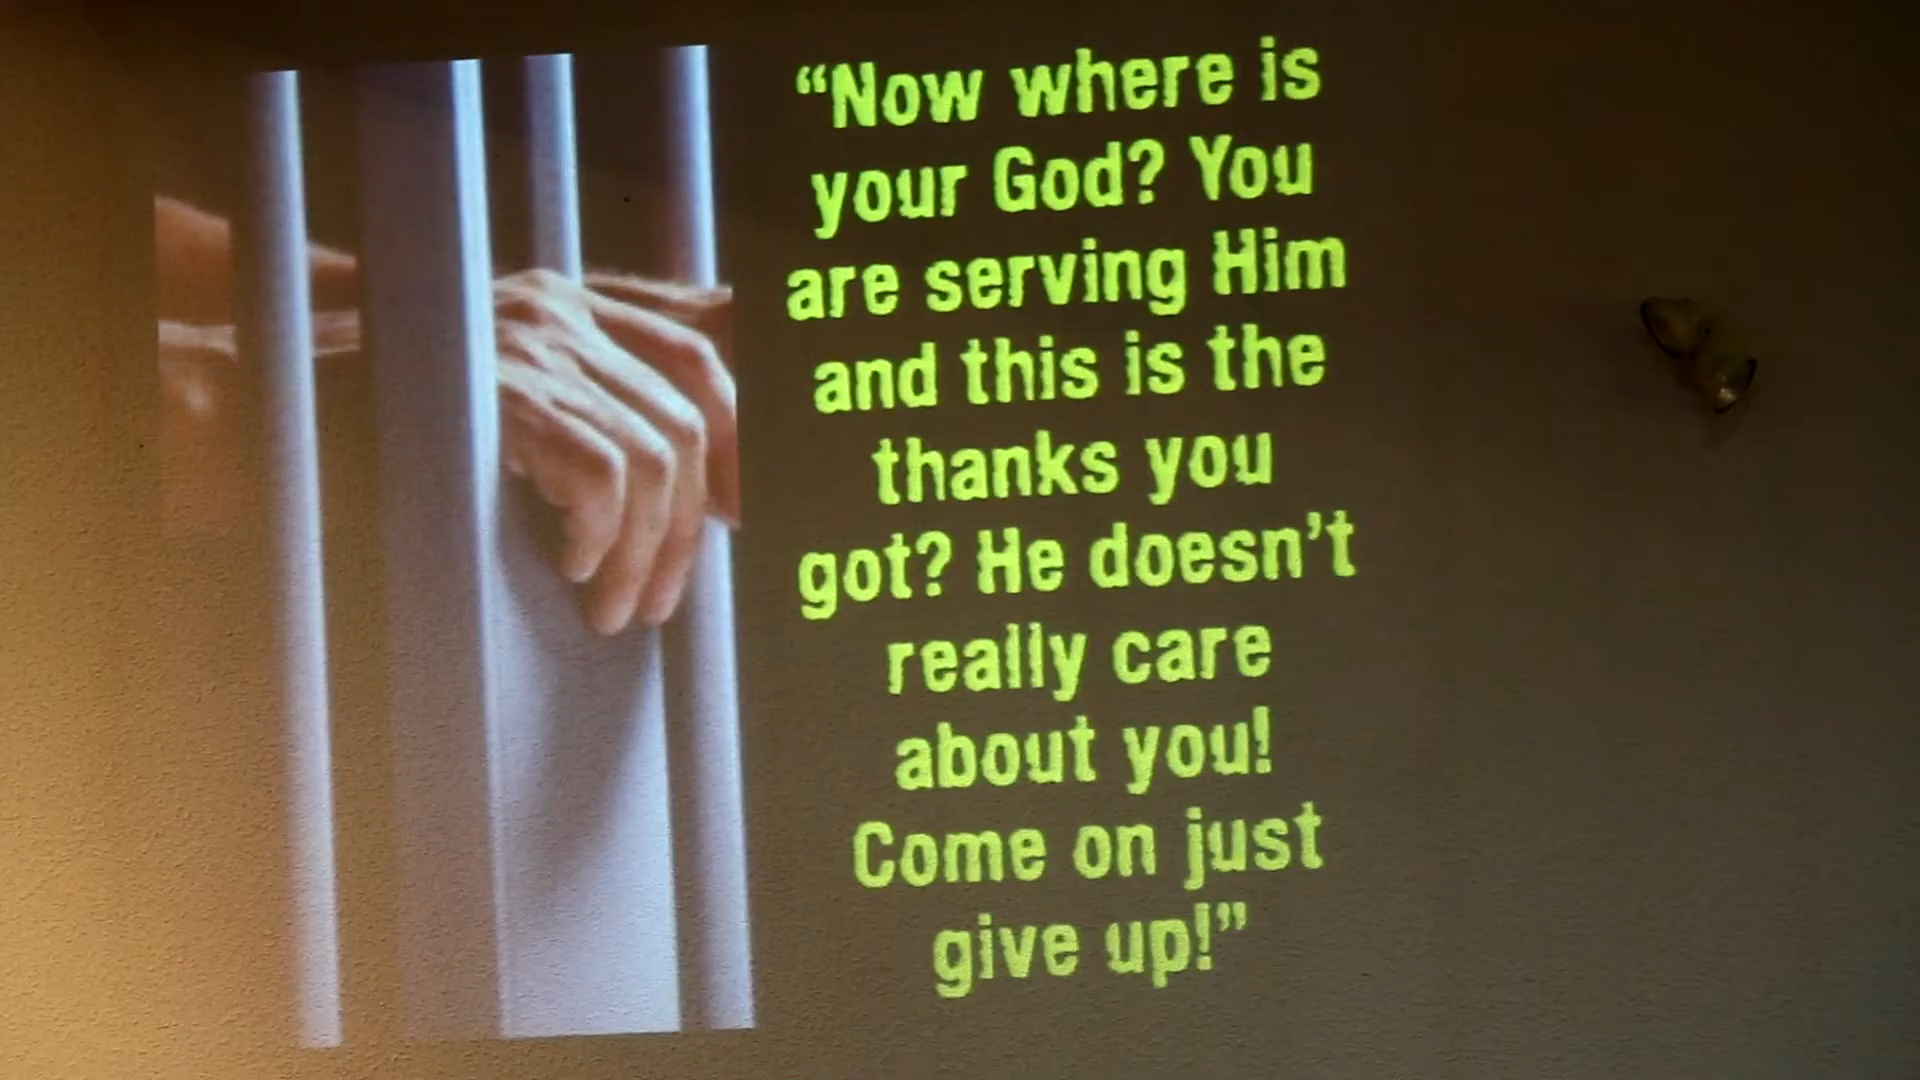 “Now where is
your God? You
are serving Him
and this is the
thanks you
got? He doesn’t
really care
about you!
Come on just
give up!”